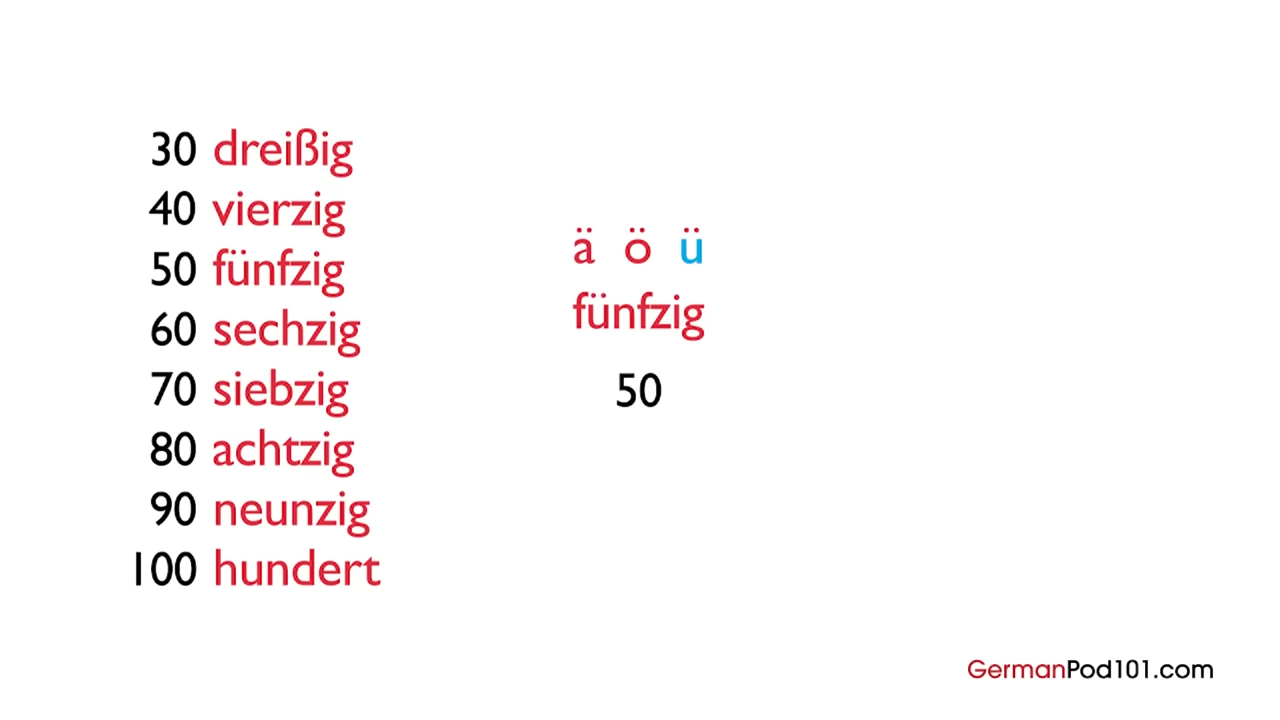 30 dreißig
40 vierzig
50 fünfzig
60 sechzig
70 siebzig
80 achtzig
90 neunzig
100 hundert
ä ö ü
fünfzig
50
GermanPod101.com